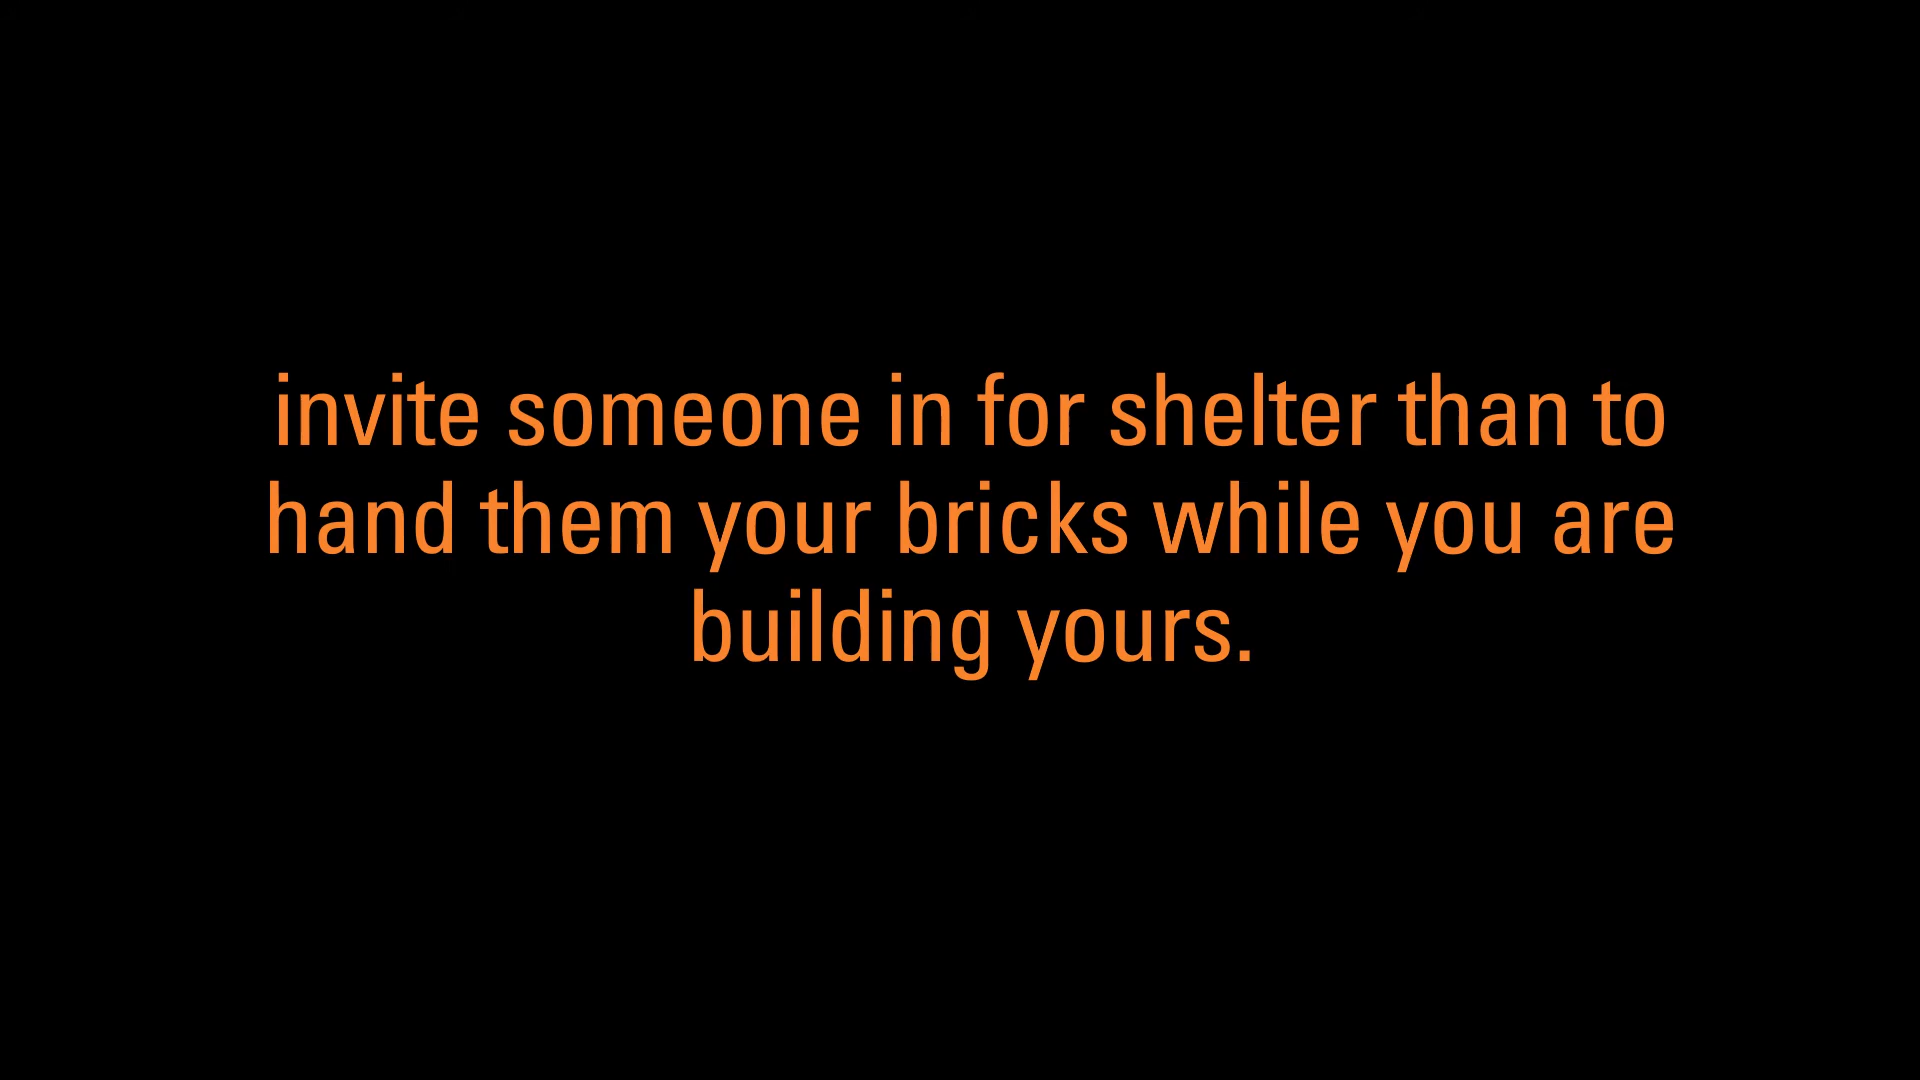 invite someone in for shelter than to
hand them your bricks while you are
building yours.